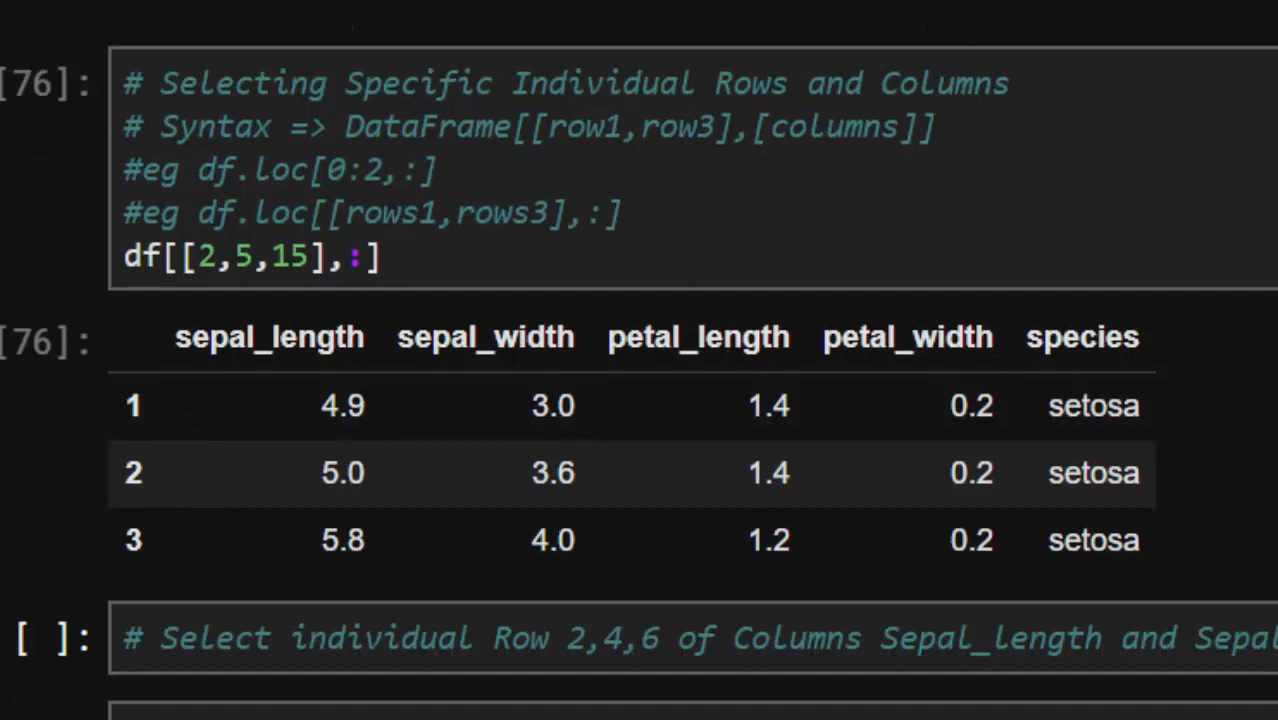 [76]:
# Selecting Specific Individual Rows and Columns
# Syntax => DataFrame[[row1,row3],[columns]]
#eg df.loc[0:2,:]
#eg df.loc[[rows1,rows3],:]
df[[2,5,15],:]
[76]:
sepal_length sepal_width petal_length petal_width species
1 4.9 3.0 1.4 0.2 setosa
2 5.0 3.6 1.4 0.2 setosa
3 5.8 4.0 1.2 0.2 setosa
[ ]: # Select individual Row 2,4,6 of Columns Sepal_length and Sepal